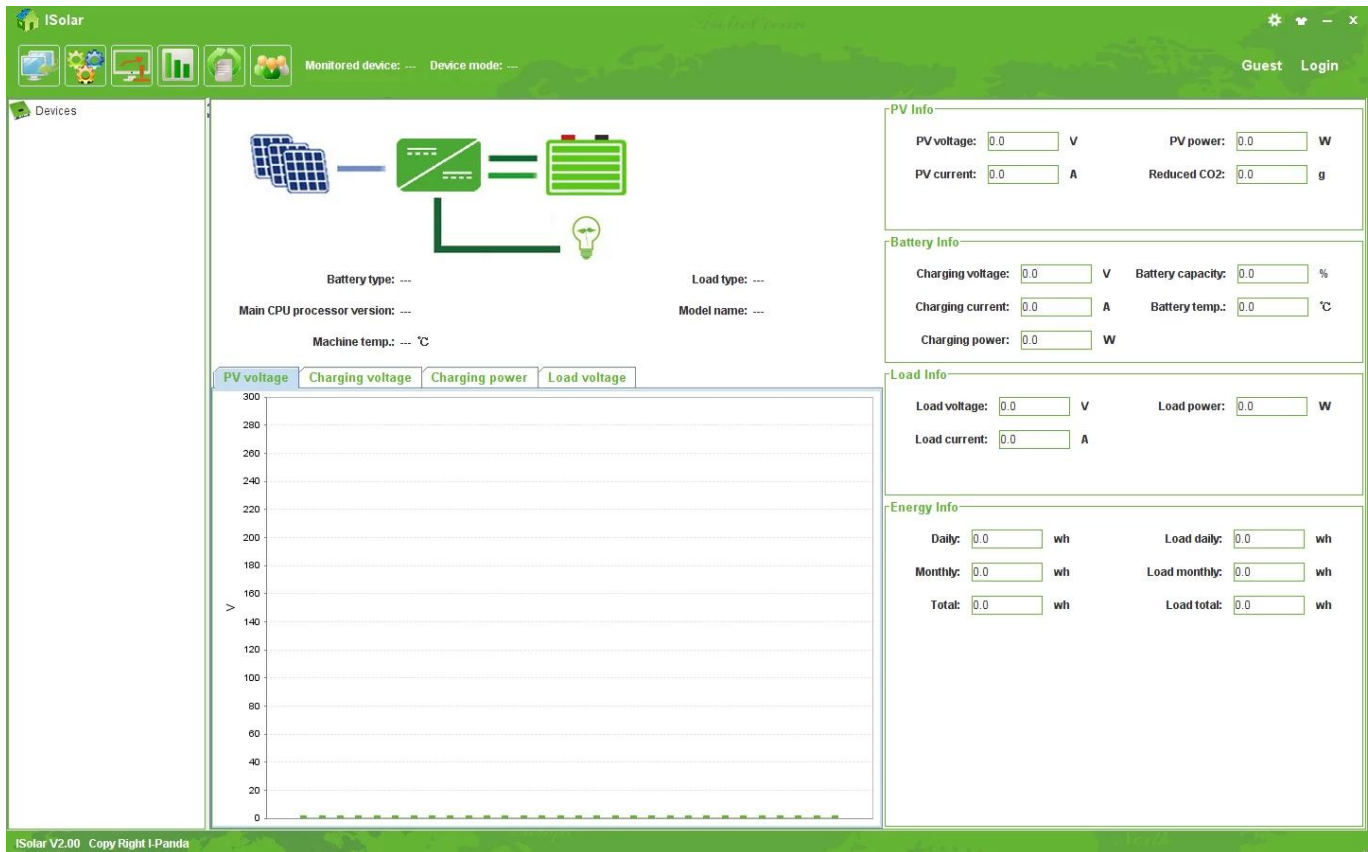 ISolar
Monitored device: --- Device mode: ---
Guest Login
Devices
Battery type: --- Load type: ---
Main CPU processor version: --- Model name: ---
Machine temp.: --- °C
PV voltage Charging voltage Charging power Load voltage
300
280
260
240
220
200
180
160
V
140
120
100
80
60
40
20
0
PV Info
PV voltage: 0.0 V PV power: 0.0 W
PV current: 0.0 A Reduced CO2: 0.0 g
Battery Info
Charging voltage: 0.0 V Battery capacity: 0.0 %
Charging current: 0.0 A Battery temp.: 0.0 °C
Charging power: 0.0 W
Load Info
Load voltage: 0.0 V Load power: 0.0 W
Load current: 0.0 A
Energy Info
Daily: 0.0 wh Load daily: 0.0 wh
Monthly: 0.0 wh Load monthly: 0.0 wh
Total: 0.0 wh Load total: 0.0 wh
ISolar V2.00 Copy Right I-Panda